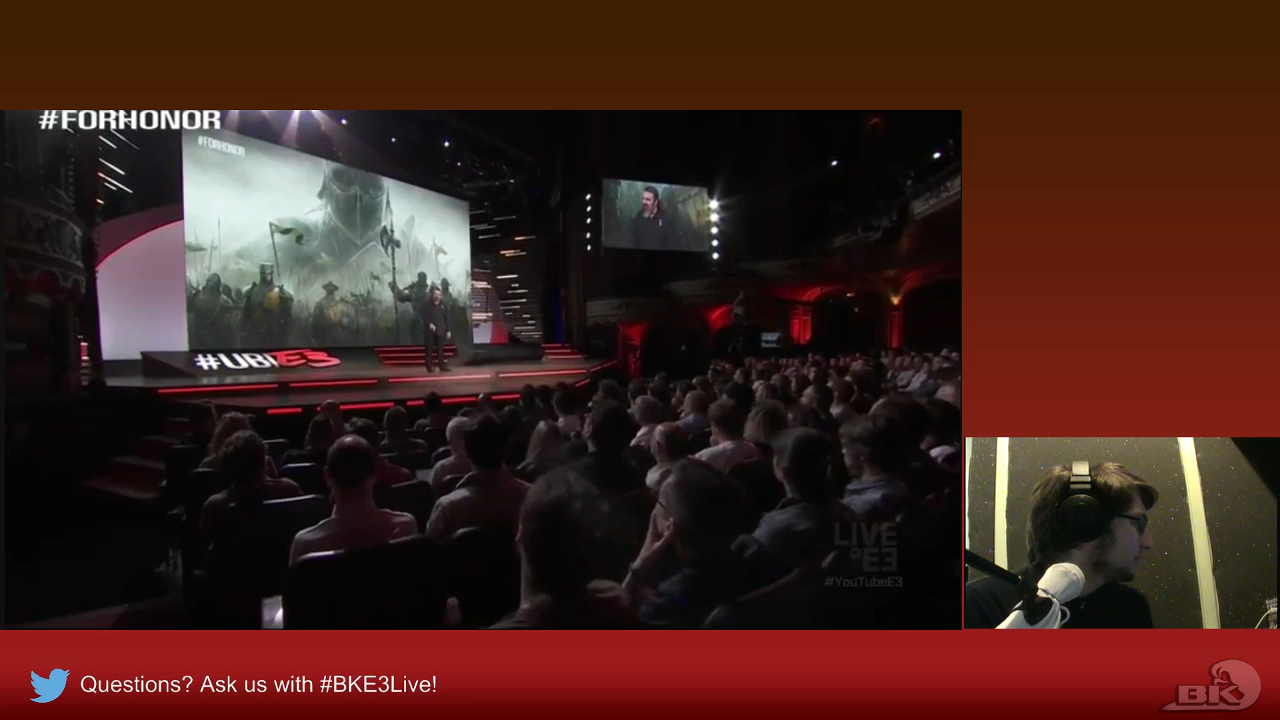 #FORHONOR
#FORHONOR
#UBIE3
LIVE
@E3
#YouTubeE3
Questions? Ask us with #BKE3Live!
BK